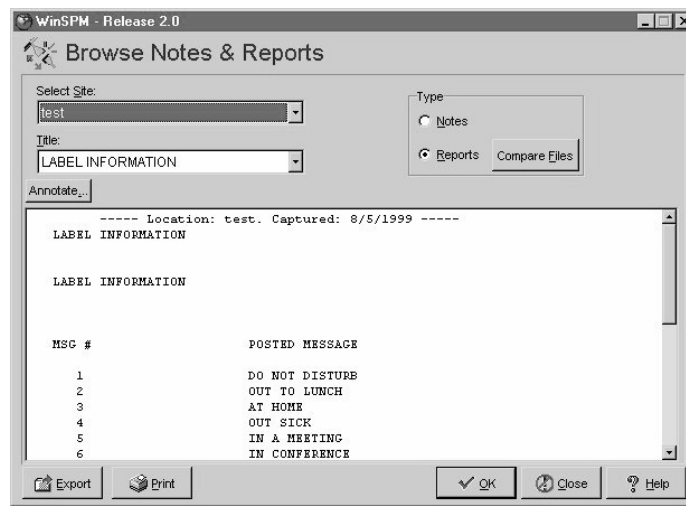 WinSPM - Release 2.0
Browse Notes & Reports
Select Site:
test
Type
Notes
Title:
LABEL INFORMATION
Reports
Compare Files
Annotate...
----- Location: test. Captured: 8/5/1999 -----
LABEL INFORMATION
LABEL INFORMATION
MSG # POSTED MESSAGE
1 DO NOT DISTURB
2 OUT TO LUNCH
3 AT HOME
4 OUT SICK
5 IN A MEETING
6 IN CONFERENCE
Export Print OK Close Help